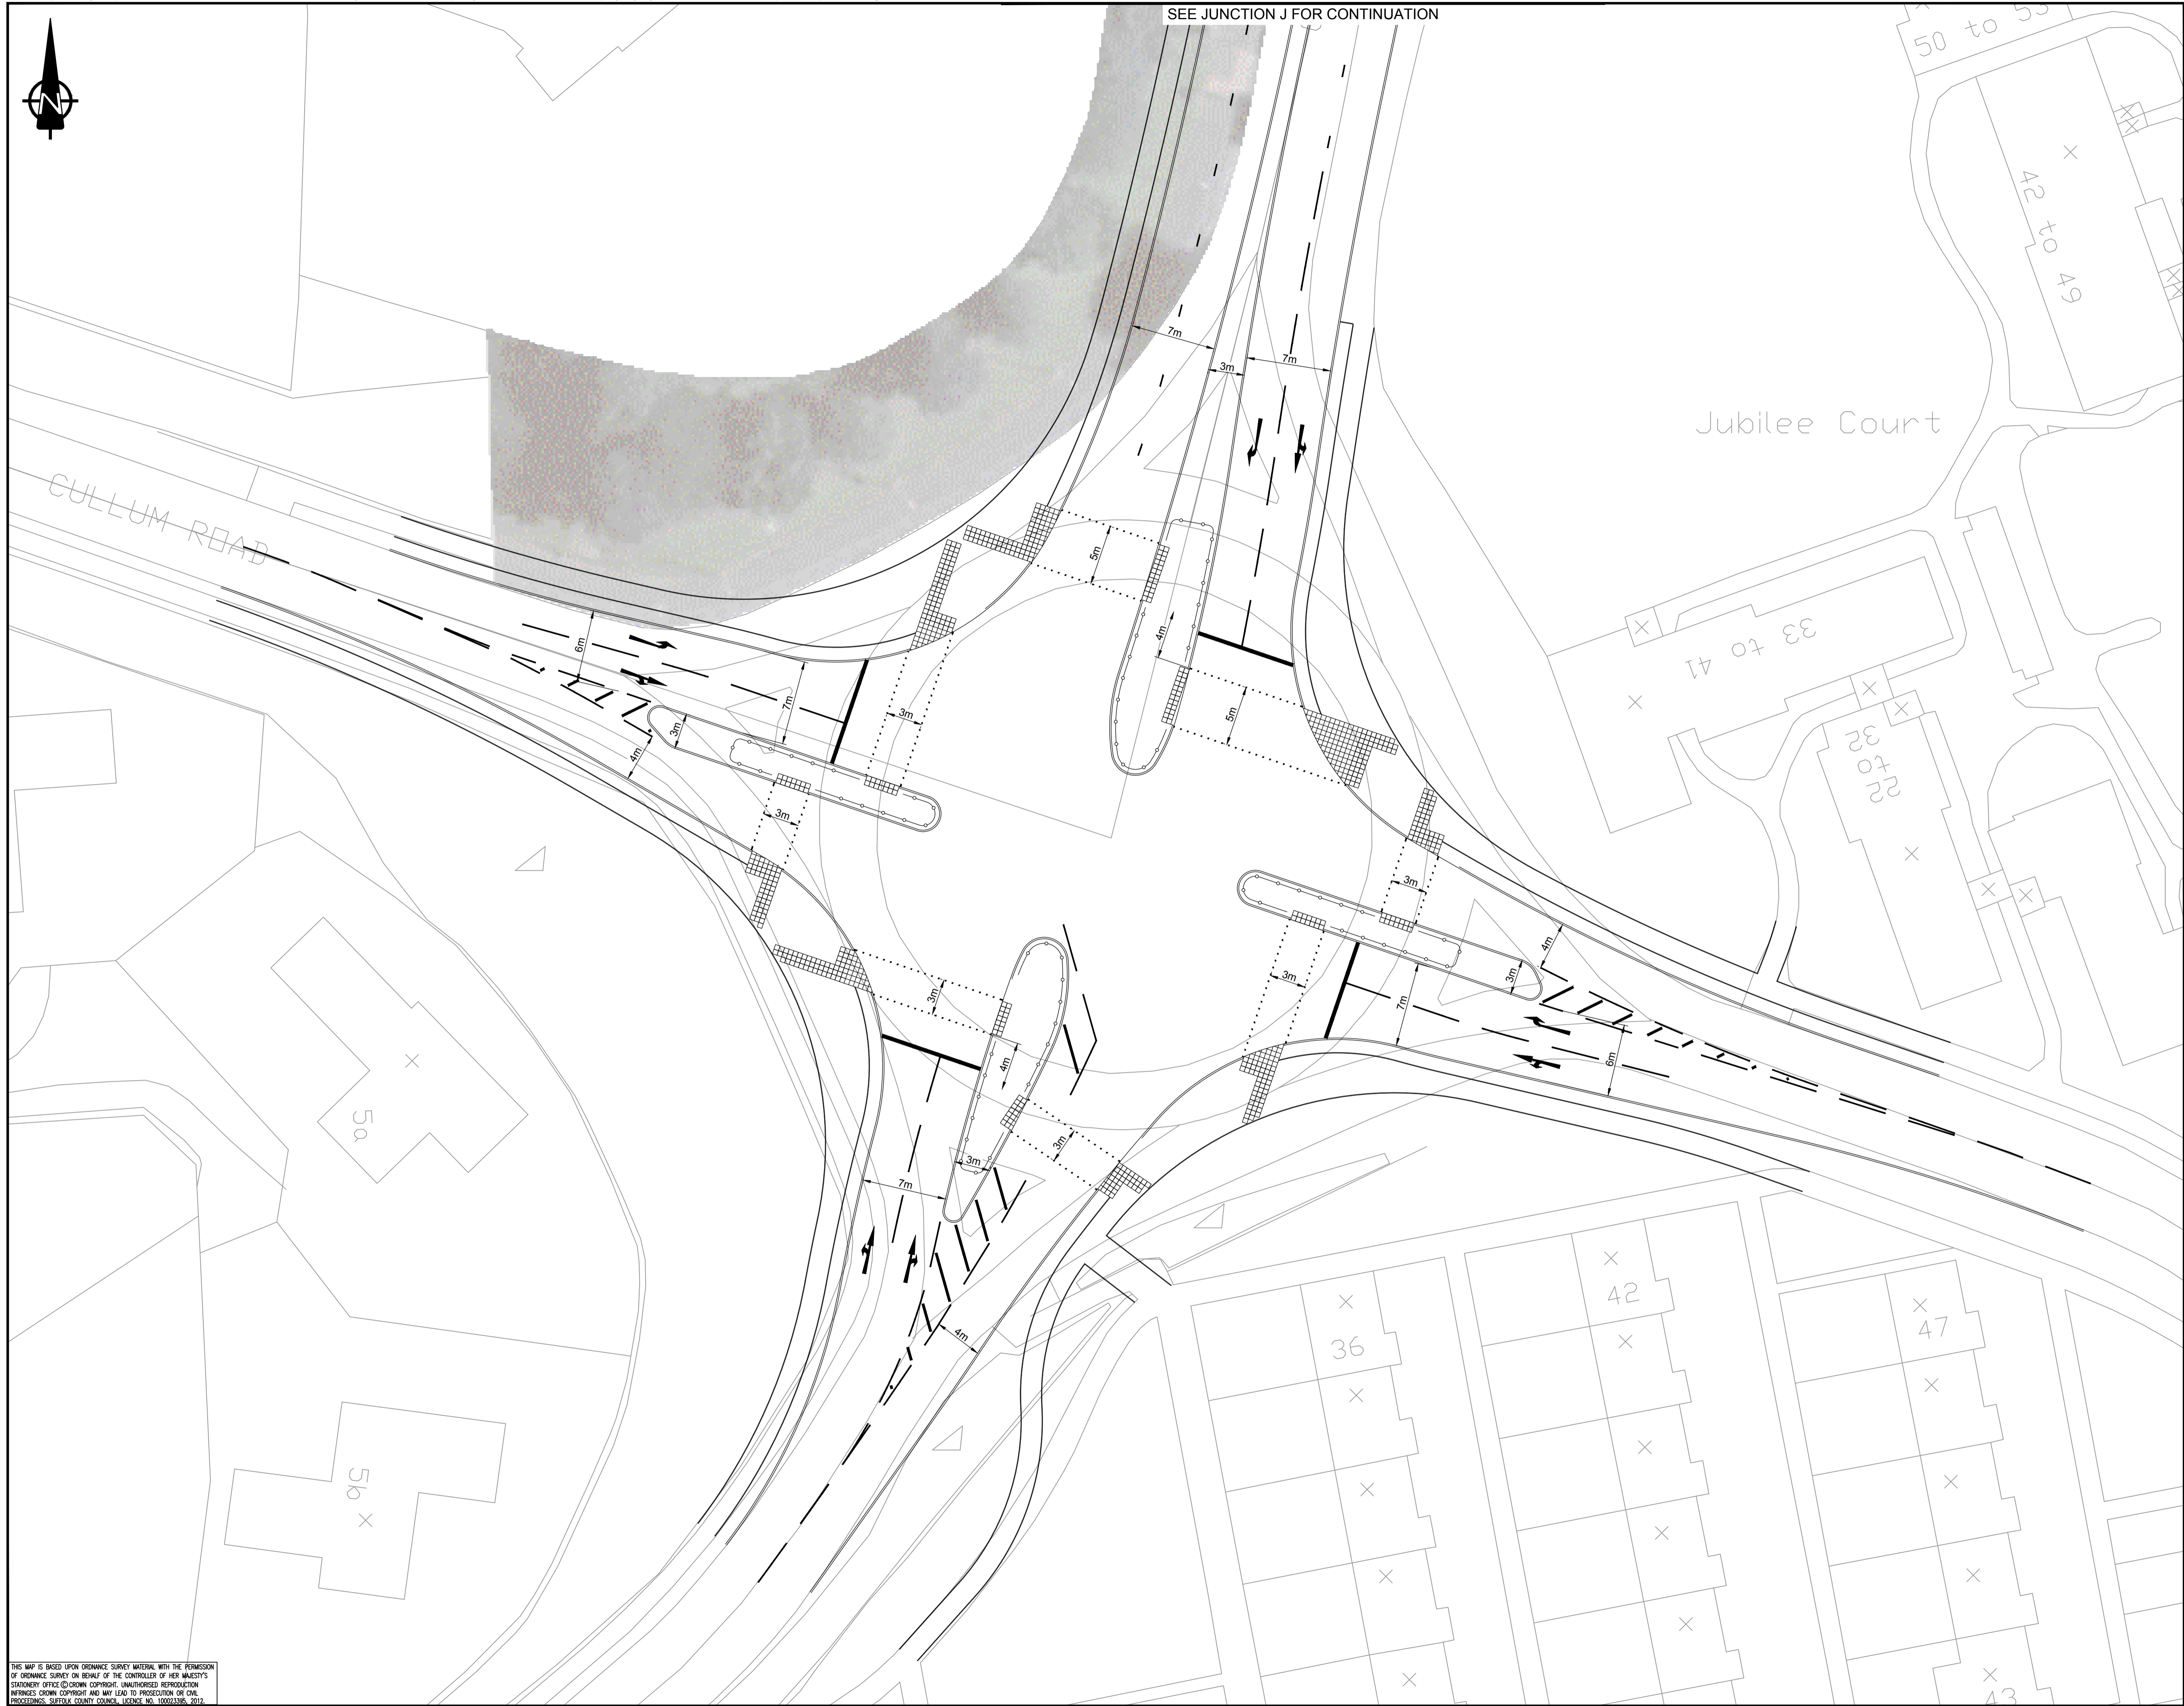 SEE JUNCTION J FOR CONTINUATION
50 to 53
N
42 to 49
7m
7m
3m
Jubilee Court
CULLUM ROAD
5m
4m
33 to 41
6m
7m
3m
3m
5m
4m
3m
22 to 32
3m
4m
3m
3m
3m
7m
4m
6m
5a
3m
3m
7m
4m
42
47
36
5b
43
THIS MAP IS BASED UPON ORDNANCE SURVEY MATERIAL WITH THE PERMISSION
OF ORDNANCE SURVEY ON BEHALF OF THE CONTROLLER OF HER MAJESTY'S
STATIONERY OFFICE © CROWN COPYRIGHT. UNAUTHORISED REPRODUCTION
INFRINGES CROWN COPYRIGHT AND MAY LEAD TO PROSECUTION OR CIVIL
PROCEEDINGS. SUFFOLK COUNTY COUNCIL, LICENCE NO. 100023395, 2012.